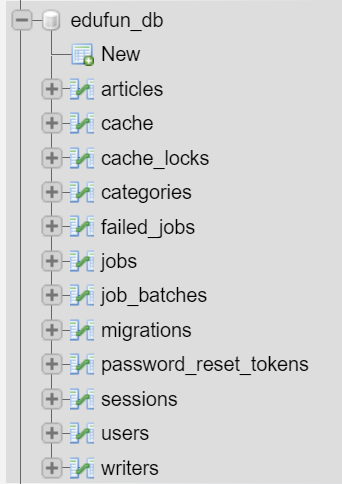 edufun_db
New
articles
cache
cache_locks
categories
failed_jobs
jobs
job_batches
migrations
password_reset_tokens
sessions
users
writers